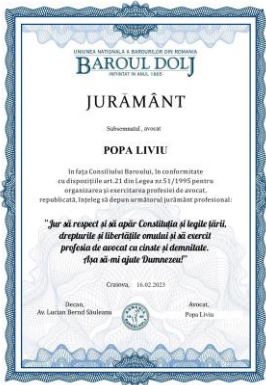 UNIUNEA NATIONALA A BAROURILOR DIN ROMANIA
BAROUL DOLJ
INFIINTAT IN ANUL 1865
JURĂMÂNT
Subsemnatul , avocat
POPA LIVIU
în fața Consiliului Baroului, în conformitate
cu dispozițiile art.21 din Legea nr.51/1995 pentru
organizarea și exercitarea profesiei de avocat,
republicată, înțeleg să depun următorul jurământ profesional:
"Jur să respect și să apăr Constituția și legile țării,
drepturile și libertățile omului și să exercit
profesia de avocat cu cinste și demnitate.
Așa să-mi ajute Dumnezeu!"
Craiova, 16.02.2023
Decan,
Av. Lucian Bernd Săuleanu
Avocat,
Popa Liviu